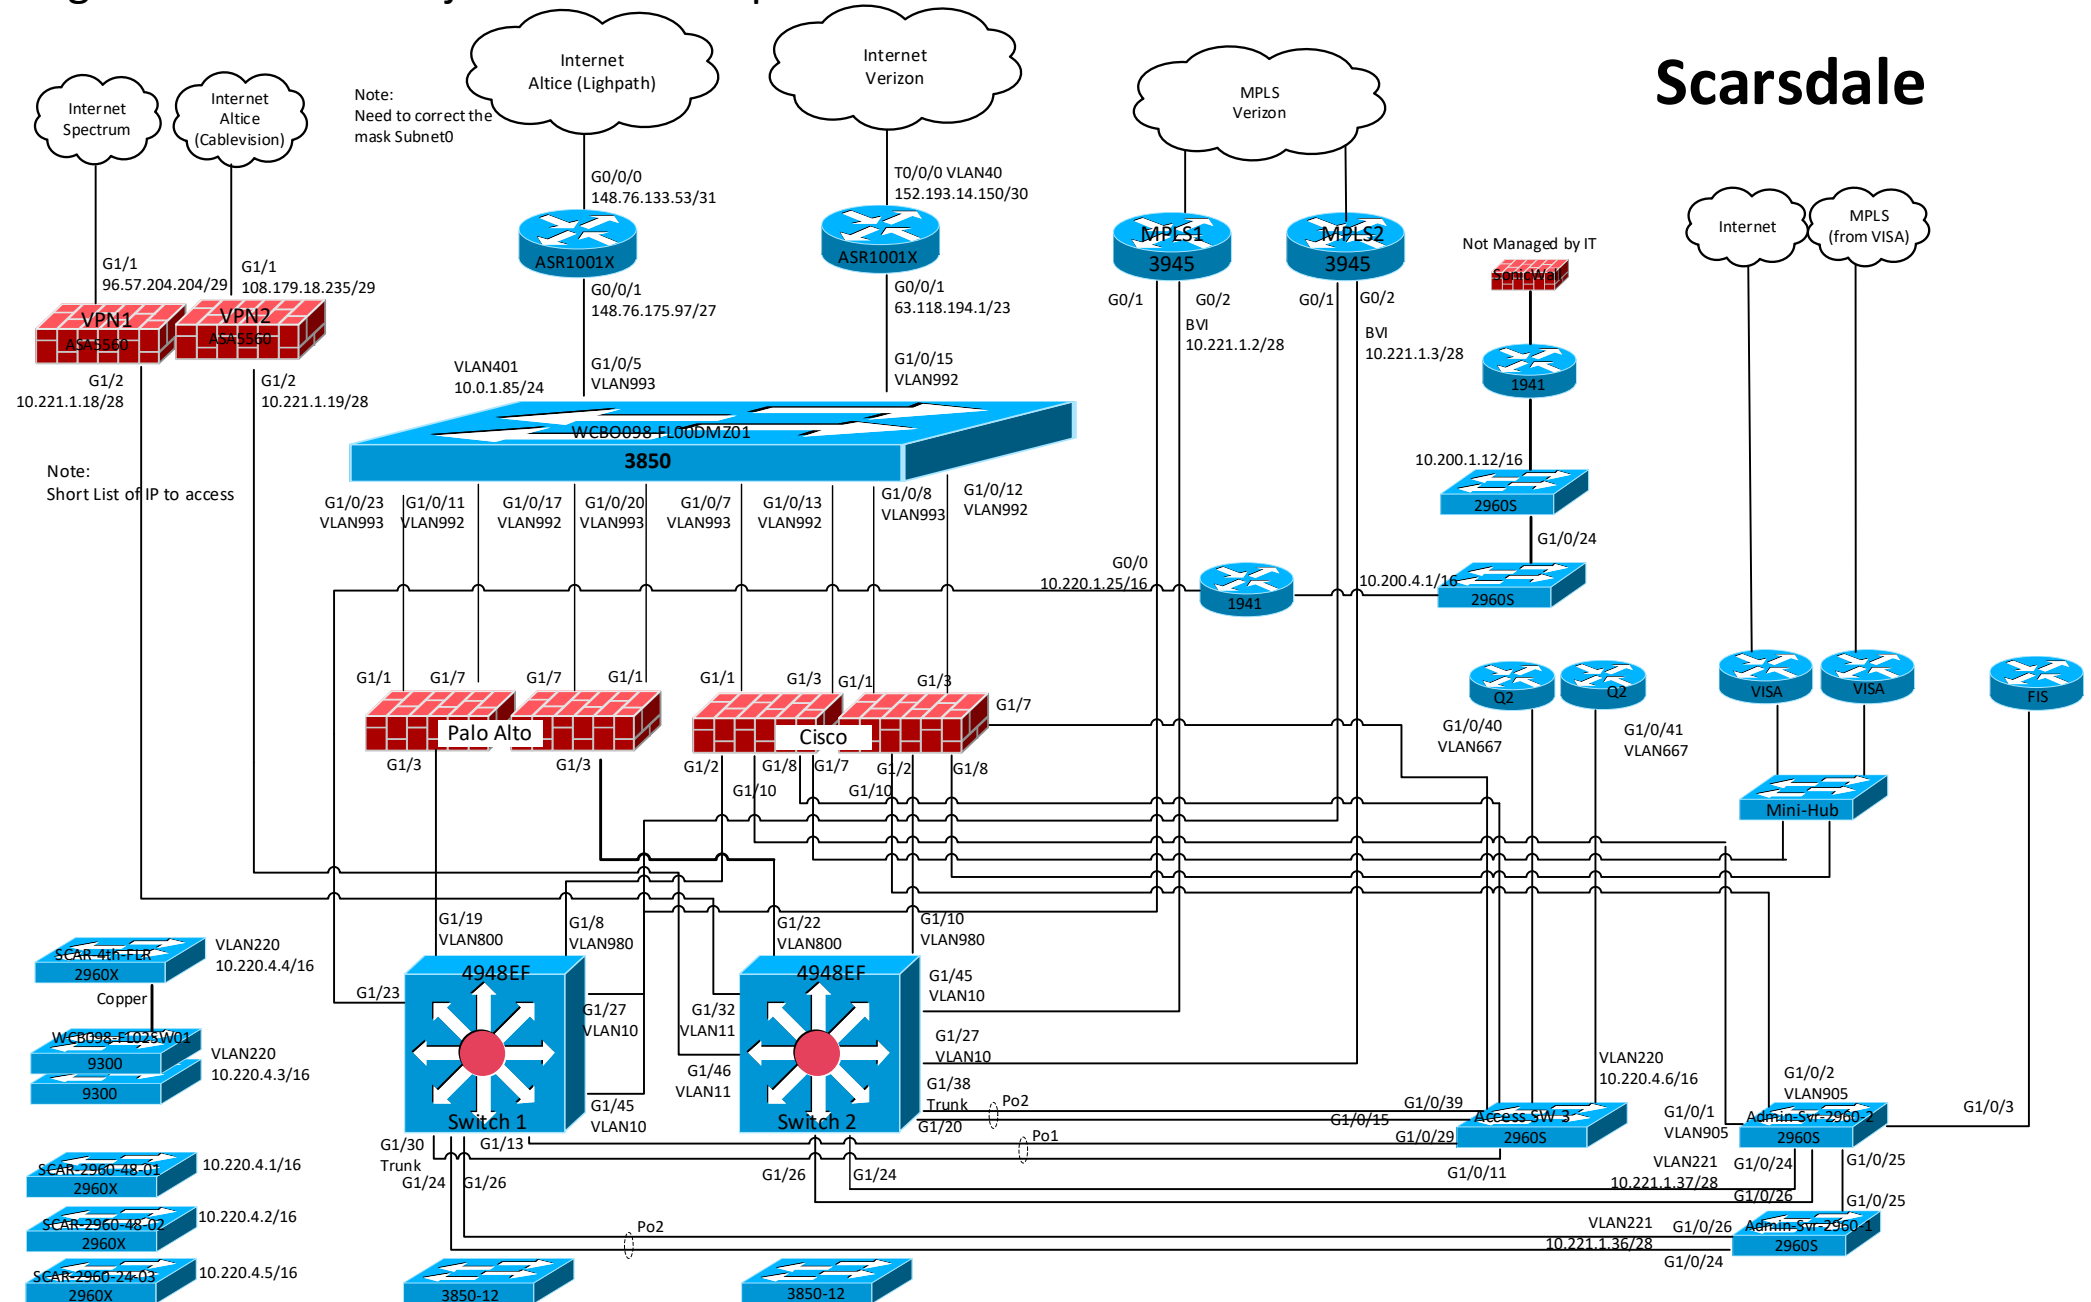 Scarsdale
Internet
Spectrum
Internet
Altice
(Cablevision)
Note:
Need to correct the
mask Subnet0
Internet
Altice (Lighpath)
Internet
Verizon
MPLS
Verizon
Internet
MPLS
(from VISA)
G0/0/0
148.76.133.53/31
T0/0/0 VLAN40
152.193.14.150/30
ASR1001X
ASR1001X
MPLS1
3945
MPLS2
3945
Not Managed by IT
SonicWall
G1/1
96.57.204.204/29
G1/1
108.179.18.235/29
G0/0/1
148.76.175.97/27
G0/0/1
63.118.194.1/23
G0/1
G0/2
BVI
10.221.1.2/28
G0/1
G0/2
BVI
10.221.1.3/28
VPN1
ASA5560
VPN2
ASA5560
G1/2
10.221.1.18/28
G1/2
10.221.1.19/28
VLAN401
10.0.1.85/24
G1/0/5
VLAN993
G1/0/15
VLAN992
1941
WCBO098-FL00DMZ01
3850
Note:
Short List of IP to access
10.200.1.12/16
2960S
G1/0/24
G1/0/23
VLAN993
G1/0/11
VLAN992
G1/0/17
VLAN992
G1/0/20
VLAN993
G1/0/7
VLAN993
G1/0/13
VLAN992
G1/0/8
VLAN993
G1/0/12
VLAN992
G0/0
10.220.1.25/16
1941
10.200.4.1/16
2960S
G1/1
G1/7
G1/7
G1/1
G1/1
G1/3
G1/1
G1/3
G1/7
Palo Alto
Cisco
Q2
Q2
VISA
VISA
FIS
G1/0/40
VLAN667
G1/0/41
VLAN667
G1/3
G1/3
G1/2
G1/8
G1/7
G1/2
G1/8
G1/10
G1/10
Mini-Hub
G1/19
VLAN800
G1/8
VLAN980
G1/22
VLAN800
G1/10
VLAN980
SCAR-4th-FLR
2960X
VLAN220
10.220.4.4/16
Copper
WCB098-FL02SW01
9300
9300
VLAN220
10.220.4.3/16
4948EF
Switch 1
4948EF
Switch 2
G1/23
G1/27
VLAN10
G1/32
VLAN11
G1/45
VLAN10
G1/46
VLAN11
G1/27
VLAN10
G1/45
VLAN10
G1/38
Trunk
G1/20
Po2
VLAN220
10.220.4.6/16
G1/0/39
G1/0/15
G1/0/29
Access SW 3
2960S
G1/0/11
G1/0/2
VLAN905
G1/0/1
VLAN905
Admin-Svr-2960-2
2960S
G1/0/3
G1/30
Trunk
G1/13
Po1
G1/24
G1/26
G1/26
G1/24
VLAN221
10.221.1.37/28
G1/0/24
G1/0/25
G1/0/26
G1/0/25
SCAR-2960-48-01
2960X
10.220.4.1/16
SCAR-2960-48-02
2960X
10.220.4.2/16
SCAR-2960-24-03
2960X
10.220.4.5/16
Po2
VLAN221
10.221.1.36/28
G1/0/26
G1/0/24
Admin-Svr-2960-1
2960S
3850-12
3850-12